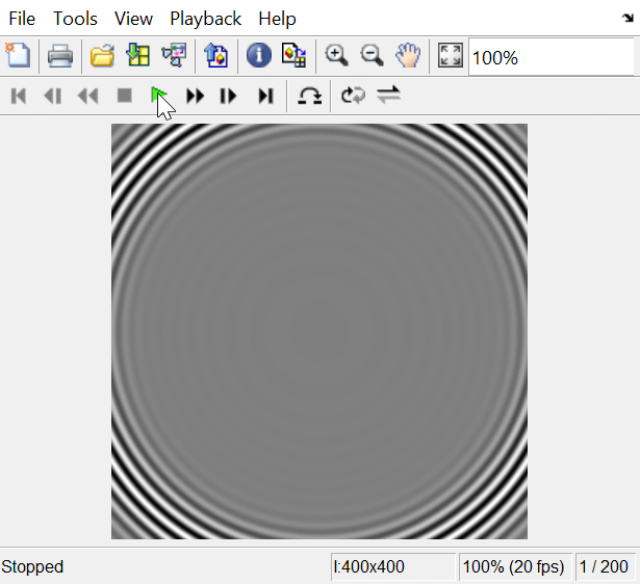 File Tools View Playback Help
100%
Stopped I:400x400 100% (20 fps) 1 / 200